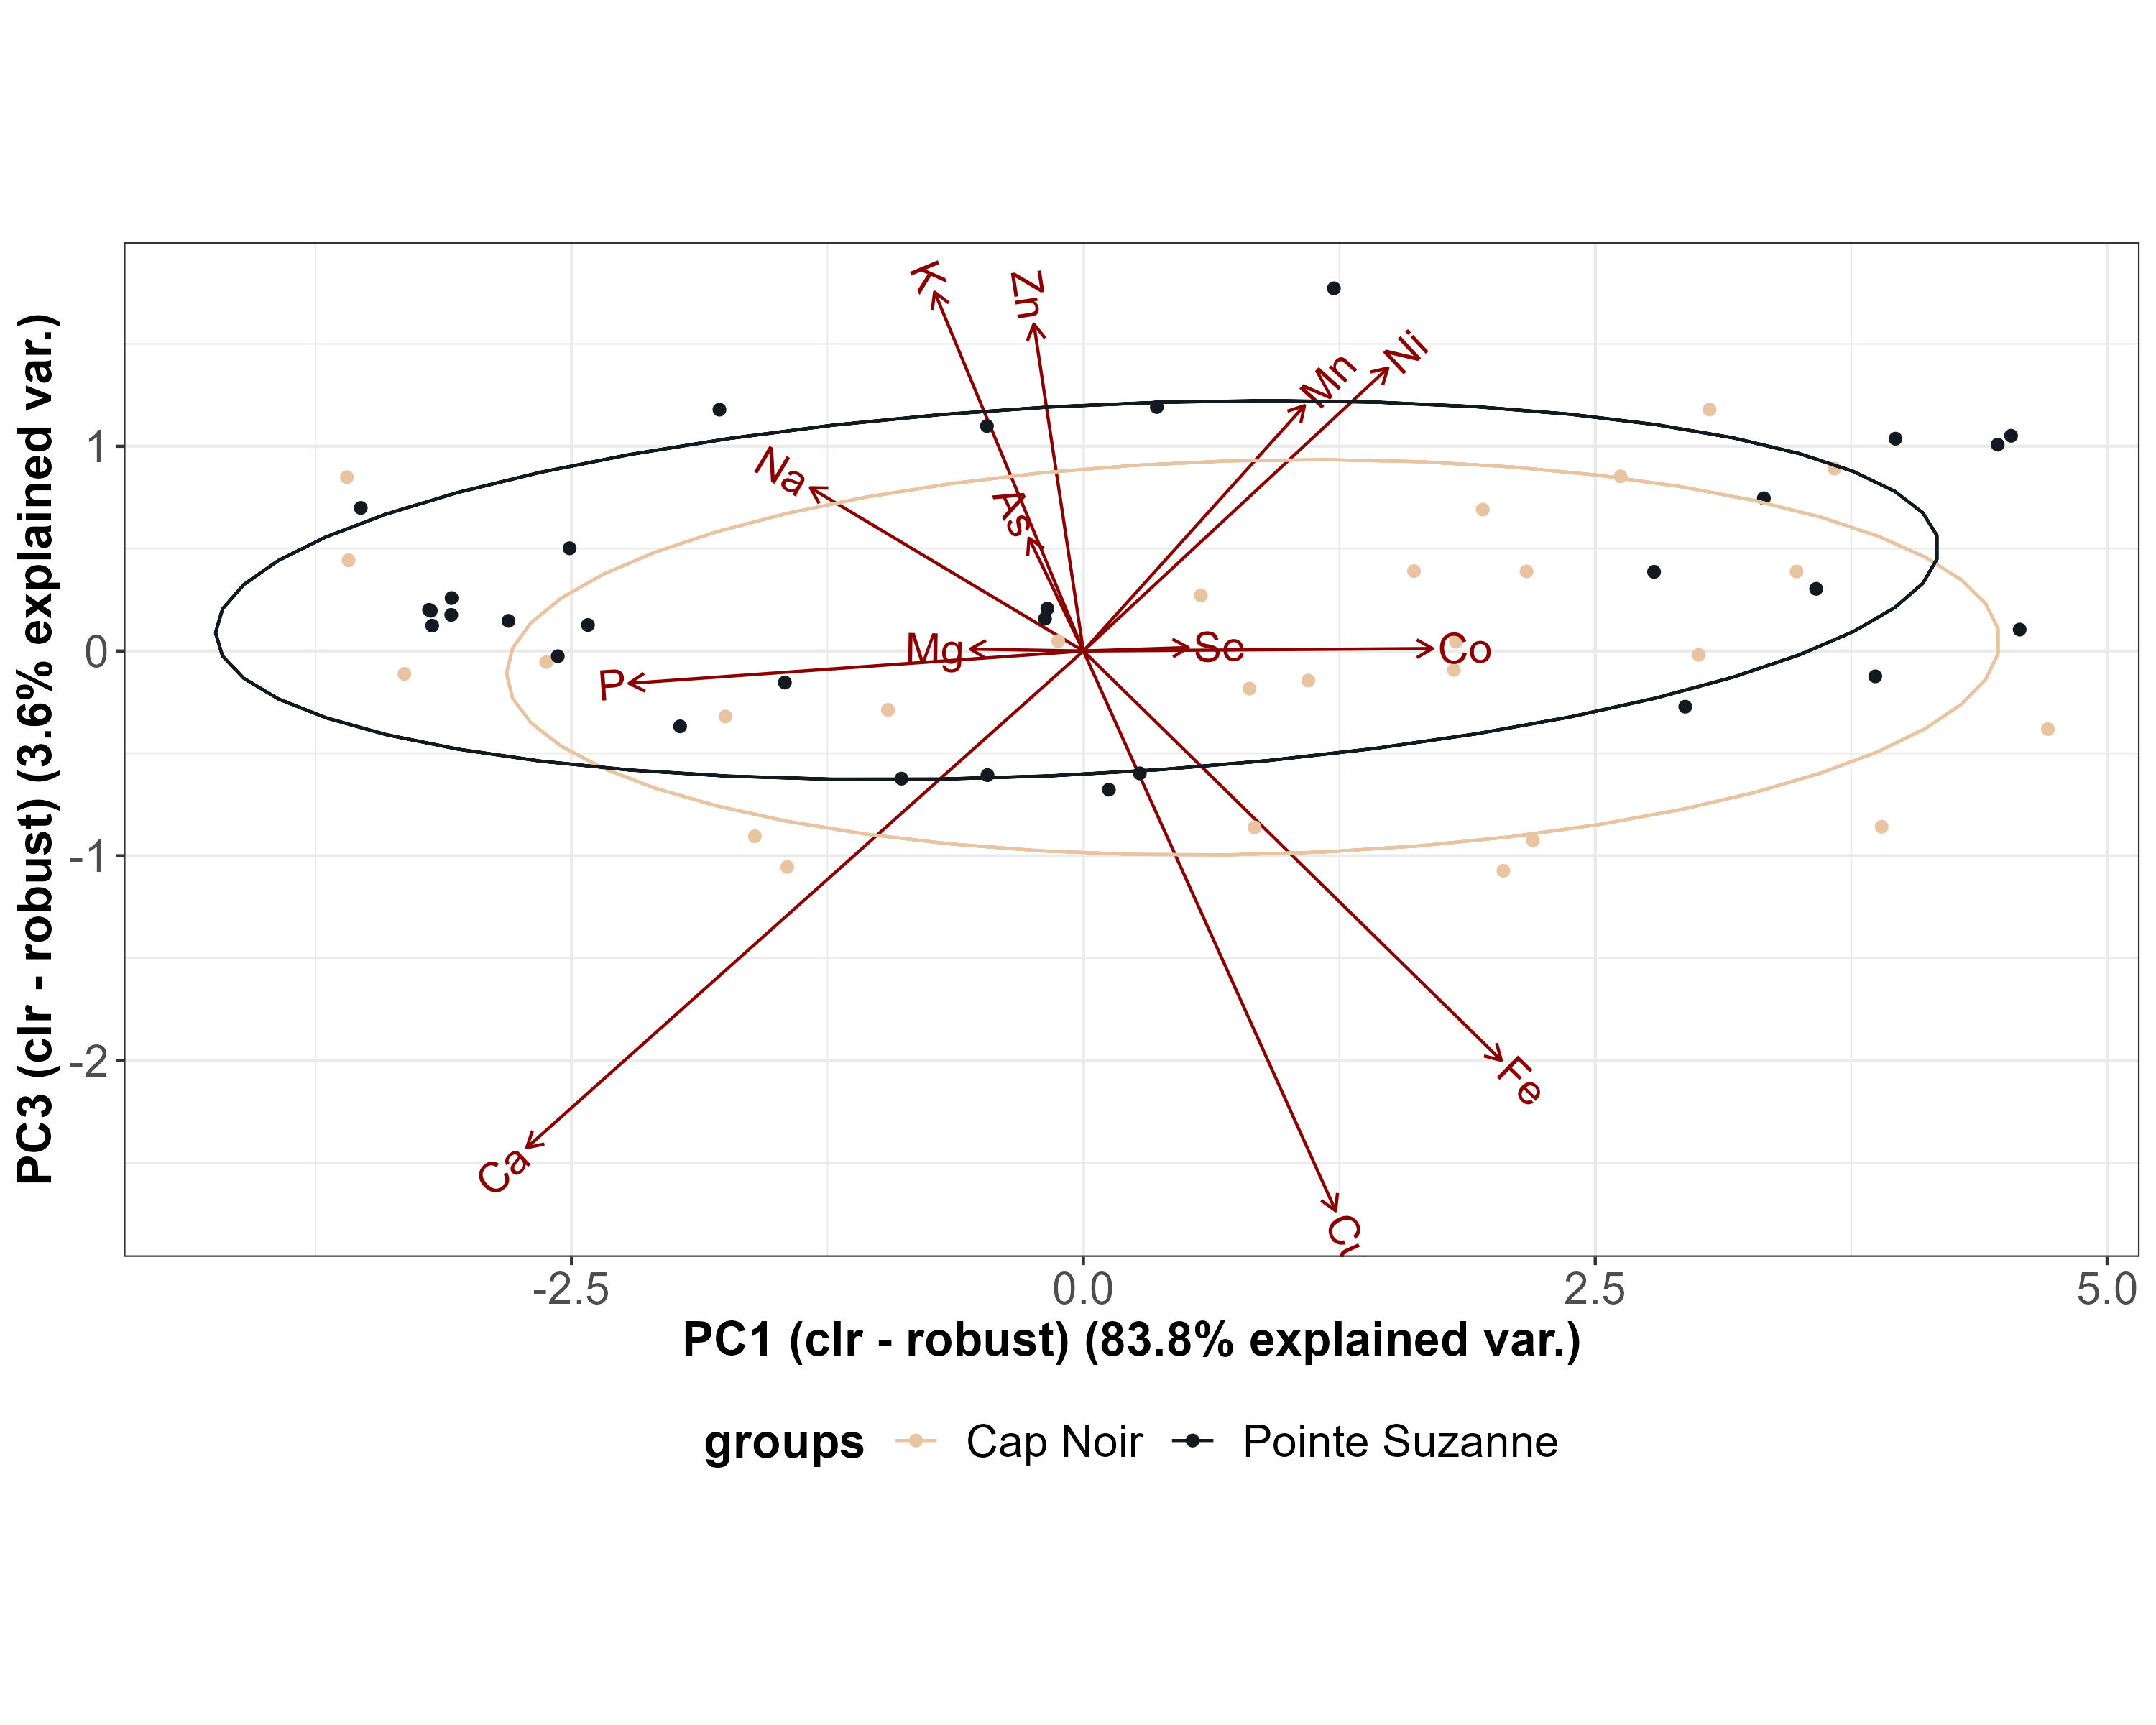 K
Zn
Ni
Mn
Na
As
Mg
Se
Co
P
Fe
Ca
1
0
-1
-2
PC3 (clr - robust) (3.6% explained var.)
-2.5 0.0 2.5 5.0
PC1 (clr - robust) (83.8% explained var.)
groups Cap Noir Pointe Suzanne